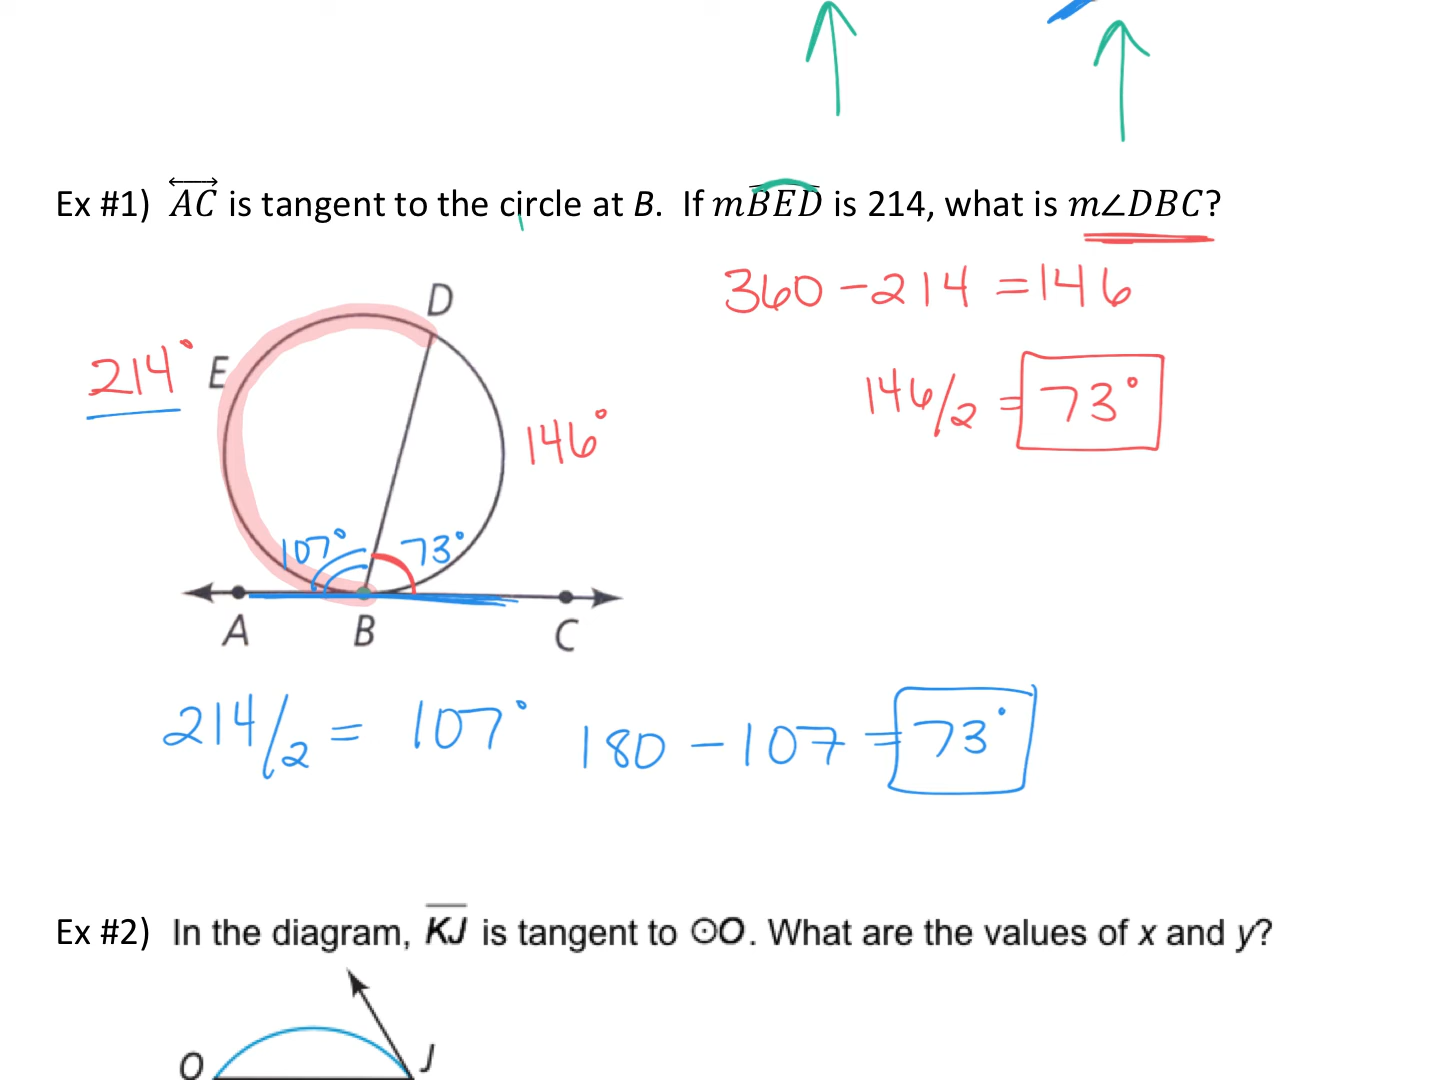 Ex #1) AC is tangent to the circle at B. If mBED is 214, what is m∠DBC?
360 - 214 = 146
D
214° E
146/2 = 73°
146°
107° 73°
A B C
214/2 = 107° 180 - 107 = 73°
Ex #2) In the diagram, KJ is tangent to ⊙O. What are the values of x and y?
O J